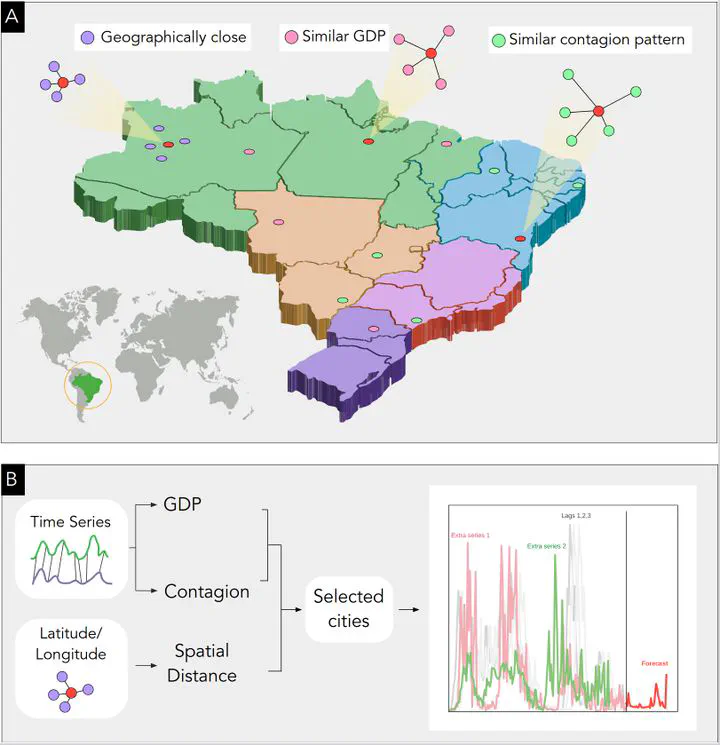 A
Geographically close
Similar GDP
Similar contagion pattern
B
Time Series
GDP
Contagion
Latitude/
Longitude
Spatial
Distance
Selected
cities
Lags 1,2,3
Extra series 1
Extra series 2
Forecast